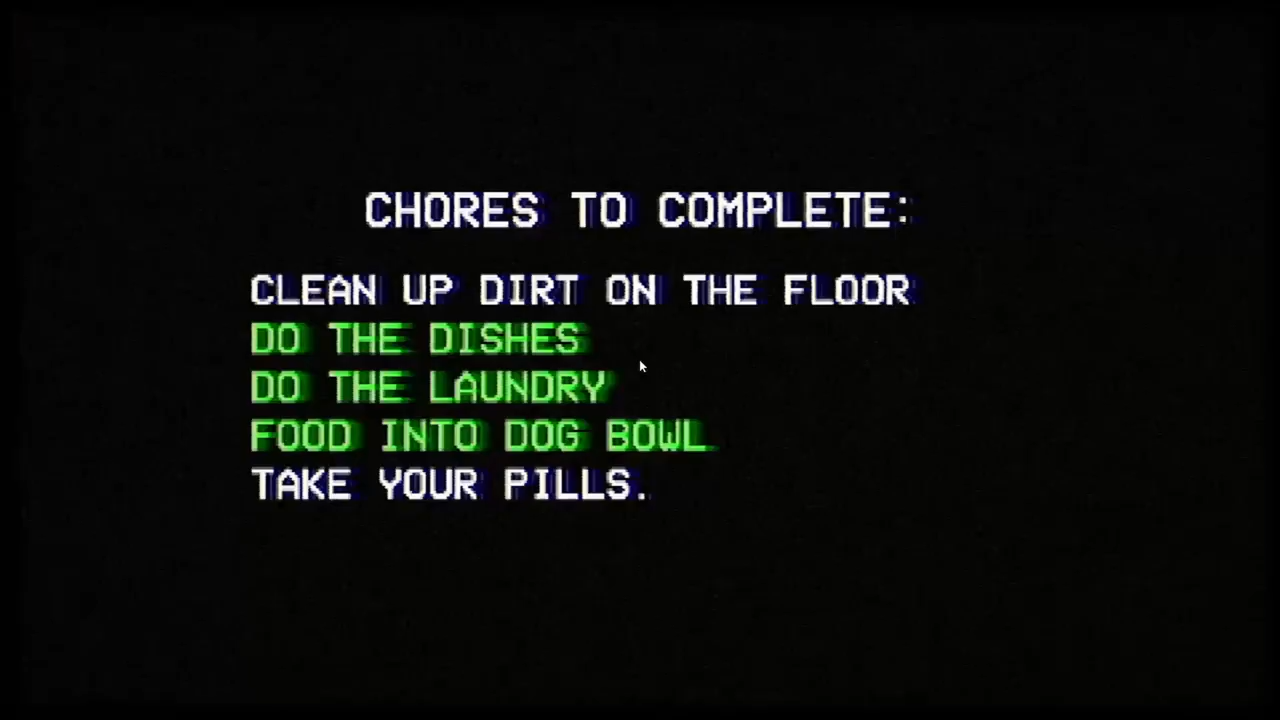 CHORES TO COMPLETE:
CLEAN UP DIRT ON THE FLOOR
DO THE DISHES
DO THE LAUNDRY
FOOD INTO DOG BOWL
TAKE YOUR PILLS.